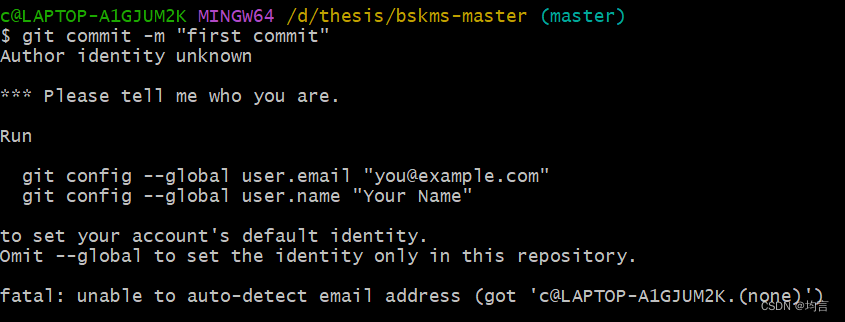 c@LAPTOP-A1GJUM2K MINGW64 /d/thesis/bskms-master (master)
$ git commit -m "first commit"
Author identity unknown
*** Please tell me who you are.
Run
git config --global user.email "you@example.com"
git config --global user.name "Your Name"
to set your account's default identity.
Omit --global to set the identity only in this repository.
fatal: unable to auto-detect email address (got 'c@LAPTOP-A1GJUM2K.(none)')
CSDN @均言